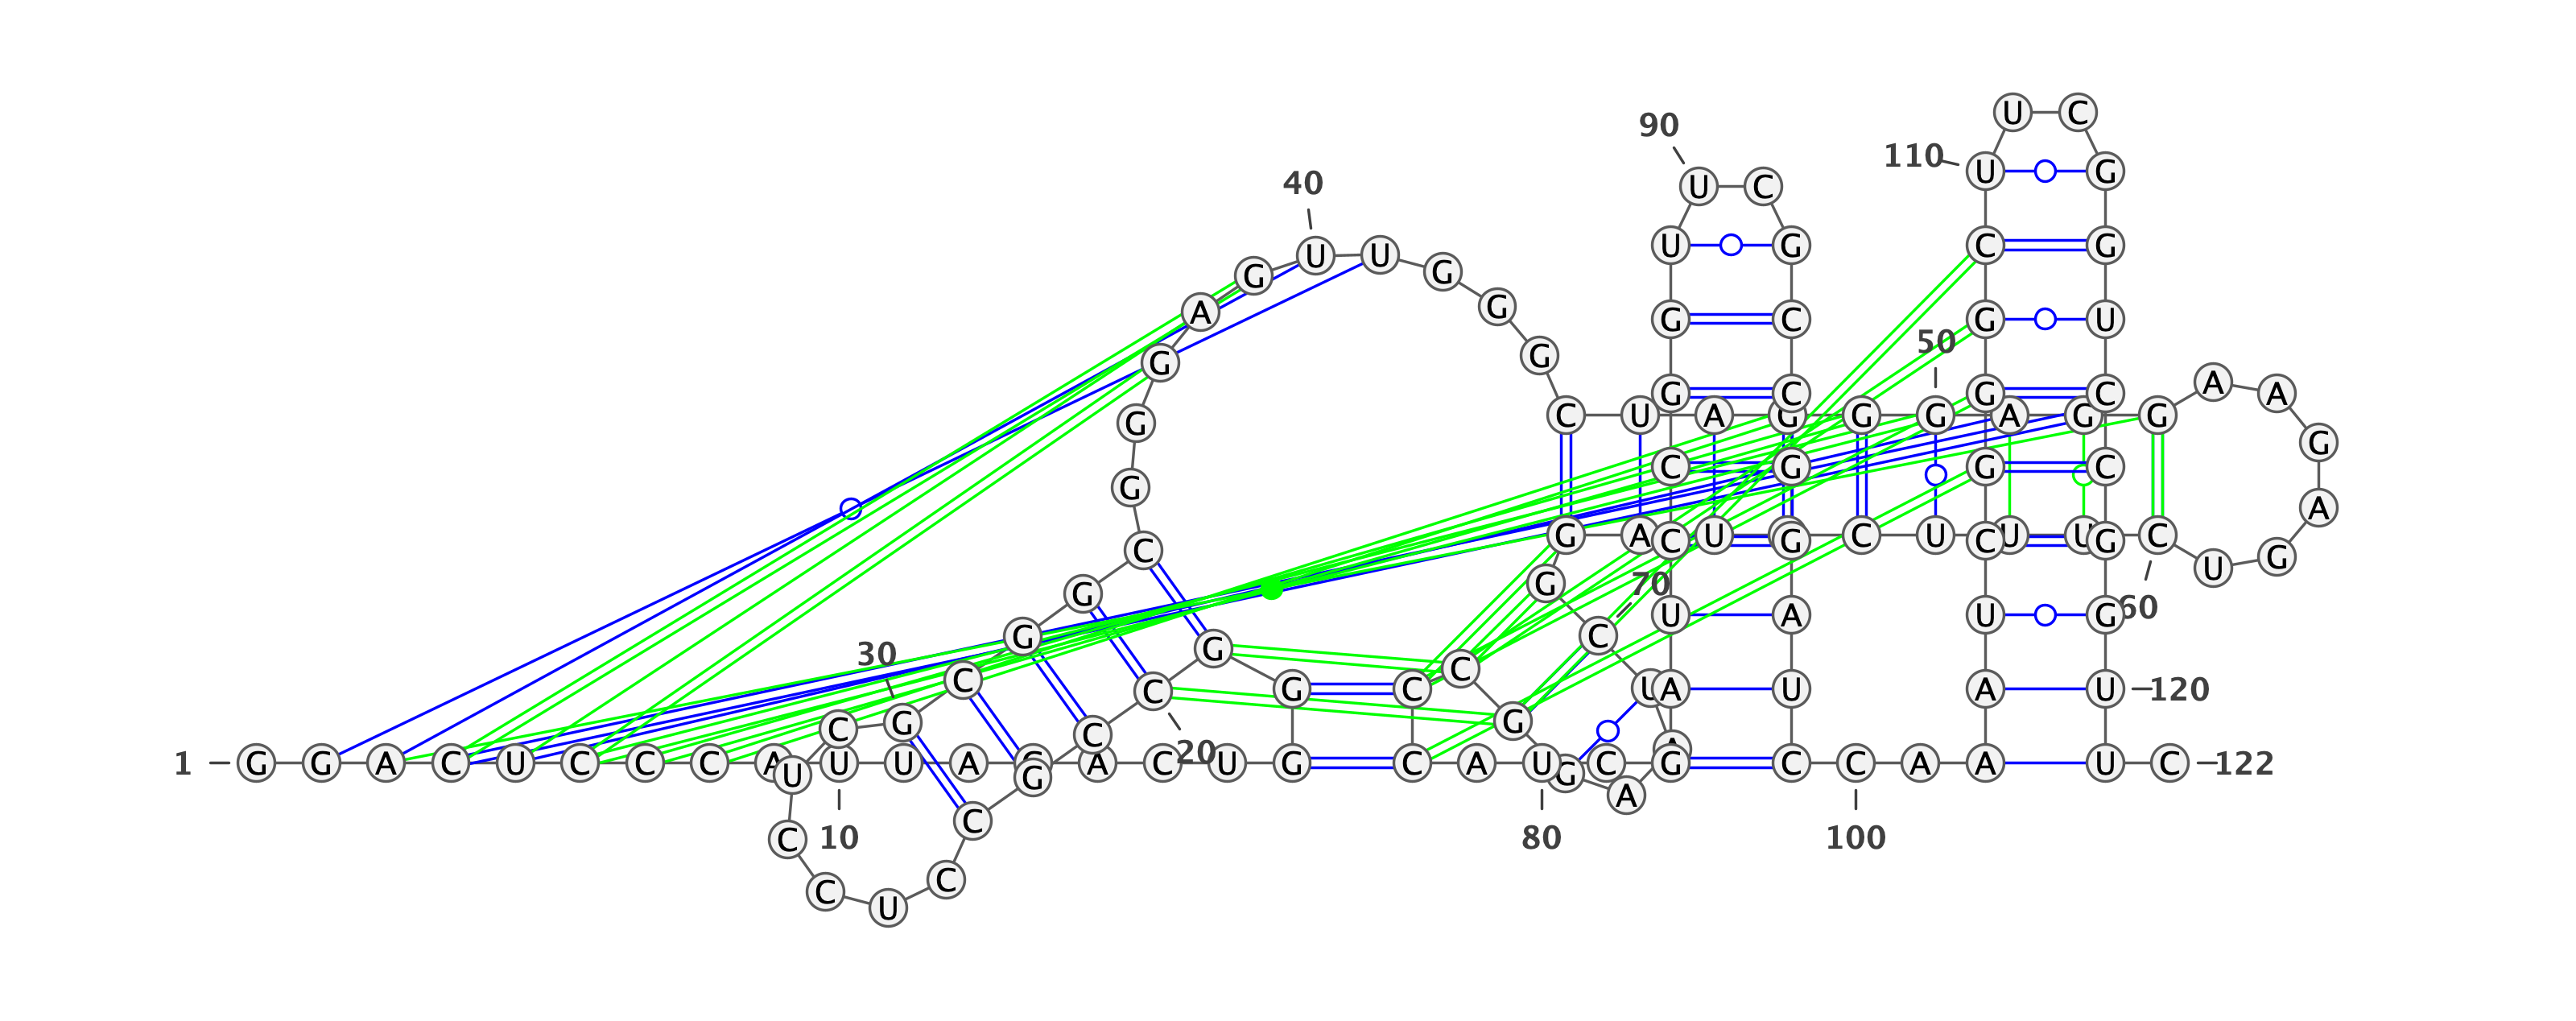 U C
90
110 U G
40 U C
U U U G C G
G G
A G G C G U
50
G G
A A G C G C
C U A G G G A G G
G G
C G G C
G A
G A U C U U U C
C G C G
C G
U
G G 70
60
U A U G
G C
G
30 C C
G C U A A U U 120
C
G G C
C
20
1 G G A C U C C C A U U A G A C U G C A U C G C C A A U C 122
U G G A
C
C 10 80 100
C
C U